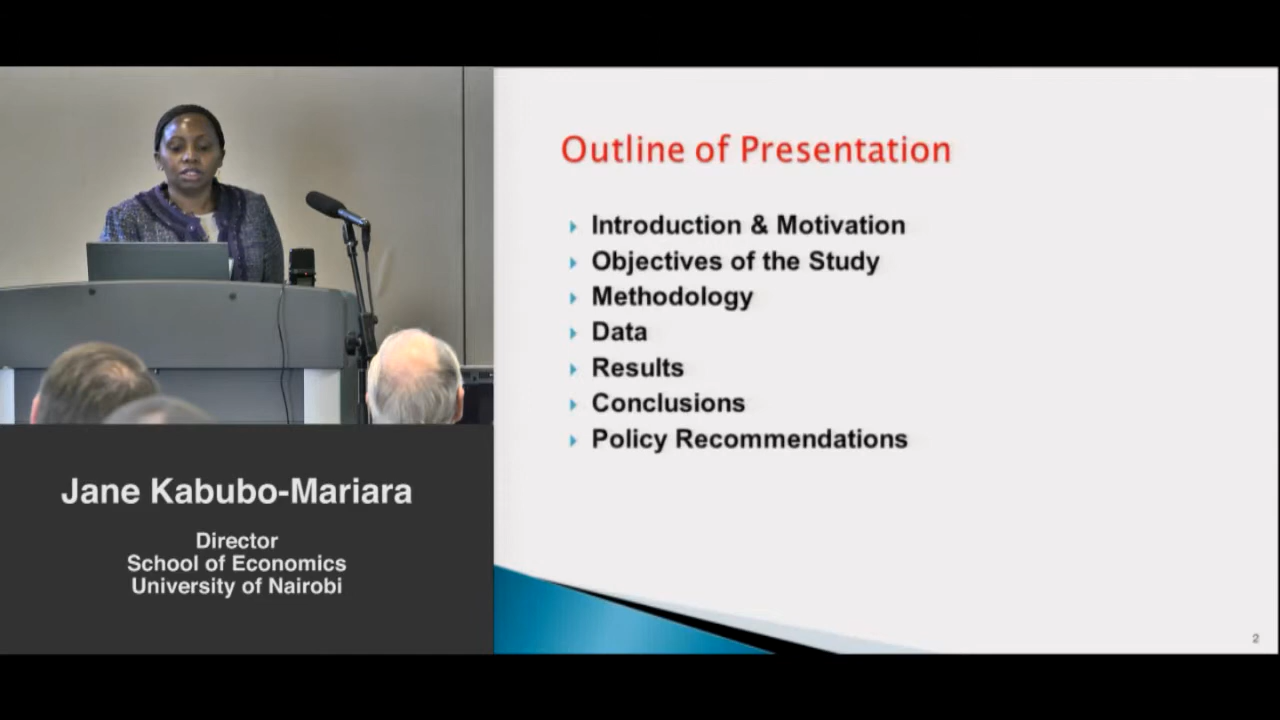 Outline of Presentation
Introduction & Motivation
Objectives of the Study
Methodology
Data
Results
Conclusions
Policy Recommendations
2
Jane Kabubo-Mariara
Director
School of Economics
University of Nairobi